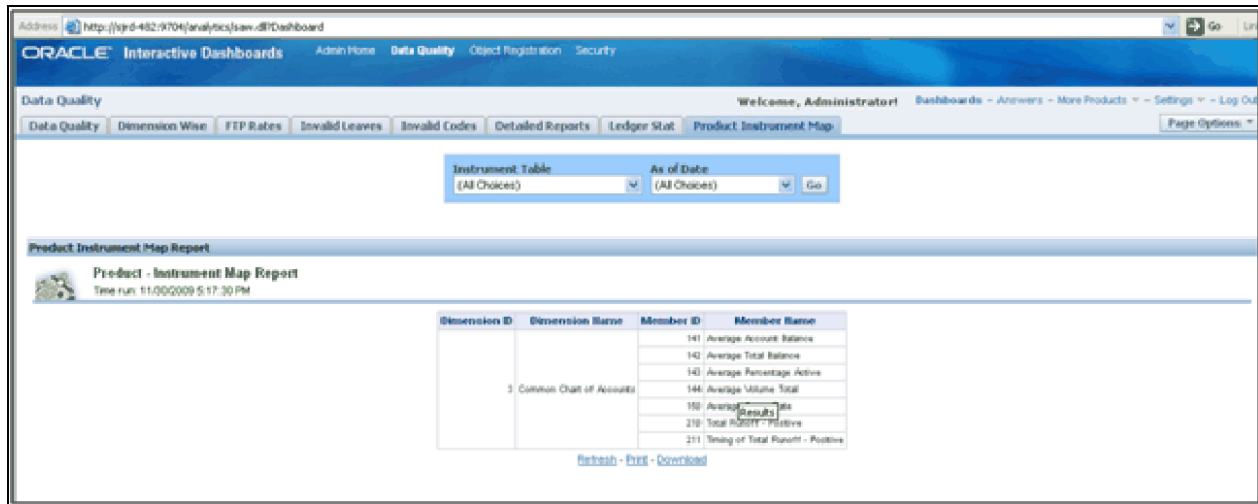 Address http://sjrd-482:9704/analytics/saw.dll?Dashboard Go
ORACLE Interactive Dashboards Admin Home Data Quality Object Registration Security
Data Quality Welcome, Administrator! Dashboards - Answers - More Products - Settings - Log Out
Data Quality Dimension Wise FTP Rates Invalid Leaves Invalid Codes Detailed Reports Ledger Stat Product Instrument Map Page Options
Instrument Table As of Date
(All Choices) (All Choices) Go
Product Instrument Map Report
Product - Instrument Map Report
Time run: 5:17:30 PM
Dimension ID Dimension Name Member ID Member Name
141 Average Account Balance
142 Average Total Balance
143 Average Percentage Active
3 Common Chart of Accounts 144 Average Volume Total
Results
210 Total Runoff - Positive
211 Timing of Total Runoff - Positive
Refresh - Print - Download